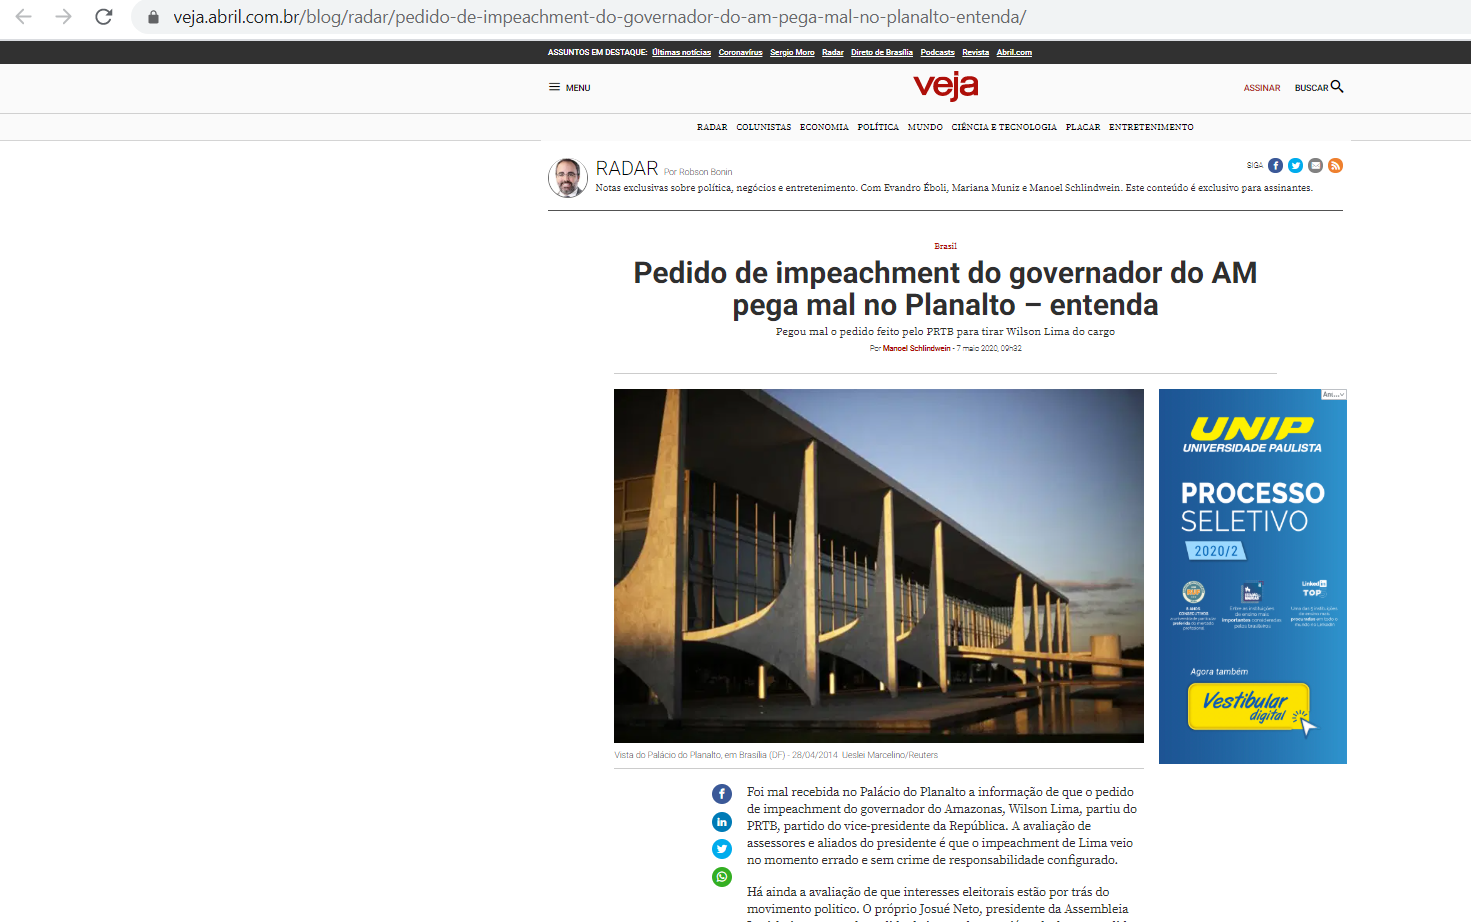 veja.abril.com.br/blog/radar/pedido-de-impeachment-do-governador-do-am-pega-mal-no-planalto-entenda/
ASSUNTOS EM DESTAQUE: Últimas notícias Coronavírus Sergio Moro Radar Direto de Brasília Podcasts Revista Abril.com
MENU
veja
ASSINAR BUSCAR
RADAR COLUNISTAS ECONOMIA POLÍTICA MUNDO CIÊNCIA E TECNOLOGIA PLACAR ENTRETENIMENTO
RADAR Por Robson Bonin
SIGA
Notas exclusivas sobre política, negócios e entretenimento. Com Evandro Éboli, Mariana Muniz e Manoel Schlindwein. Este conteúdo é exclusivo para assinantes.
Brasil
Pedido de impeachment do governador do AM
pega mal no Planalto – entenda
Pegou mal o pedido feito pelo PRTB para tirar Wilson Lima do cargo
Por Manoel Schlindwein - 7 maio 2020, 09h32
UNIP
UNIVERSIDADE PAULISTA
PROCESSO
SELETIVO
2020/2
LinkedIn
TOP
Agora também
Vestibular
digital
Vista do Palácio do Planalto, em Brasília (DF) - 28/04/2014 Ueslei Marcelino/Reuters
Foi mal recebida no Palácio do Planalto a informação de que o pedido
de impeachment do governador do Amazonas, Wilson Lima, partiu do
PRTB, partido do vice-presidente da República. A avaliação de
assessores e aliados do presidente é que o impeachment de Lima veio
no momento errado e sem crime de responsabilidade configurado.
Há ainda a avaliação de que interesses eleitorais estão por trás do
movimento politico. O próprio Josué Neto, presidente da Assembleia